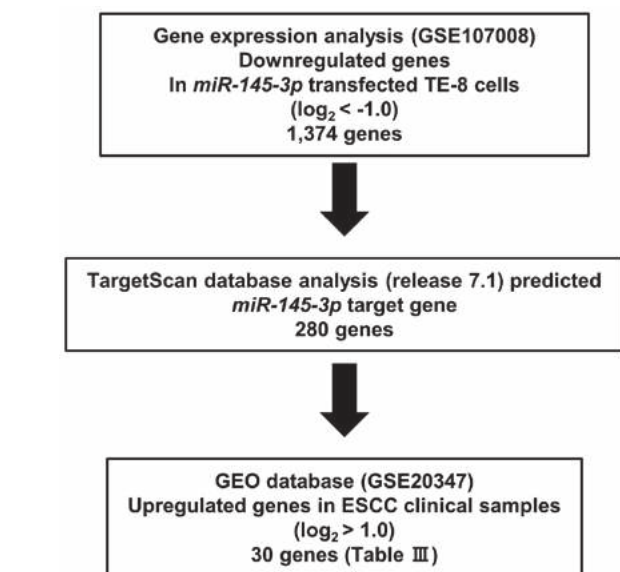 Gene expression analysis (GSE107008)
Downregulated genes
In miR-145-3p transfected TE-8 cells
(log₂ < -1.0)
1,374 genes
TargetScan database analysis (release 7.1) predicted
miR-145-3p target gene
280 genes
GEO database (GSE20347)
Upregulated genes in ESCC clinical samples
(log₂ > 1.0)
30 genes (Table Ⅲ)